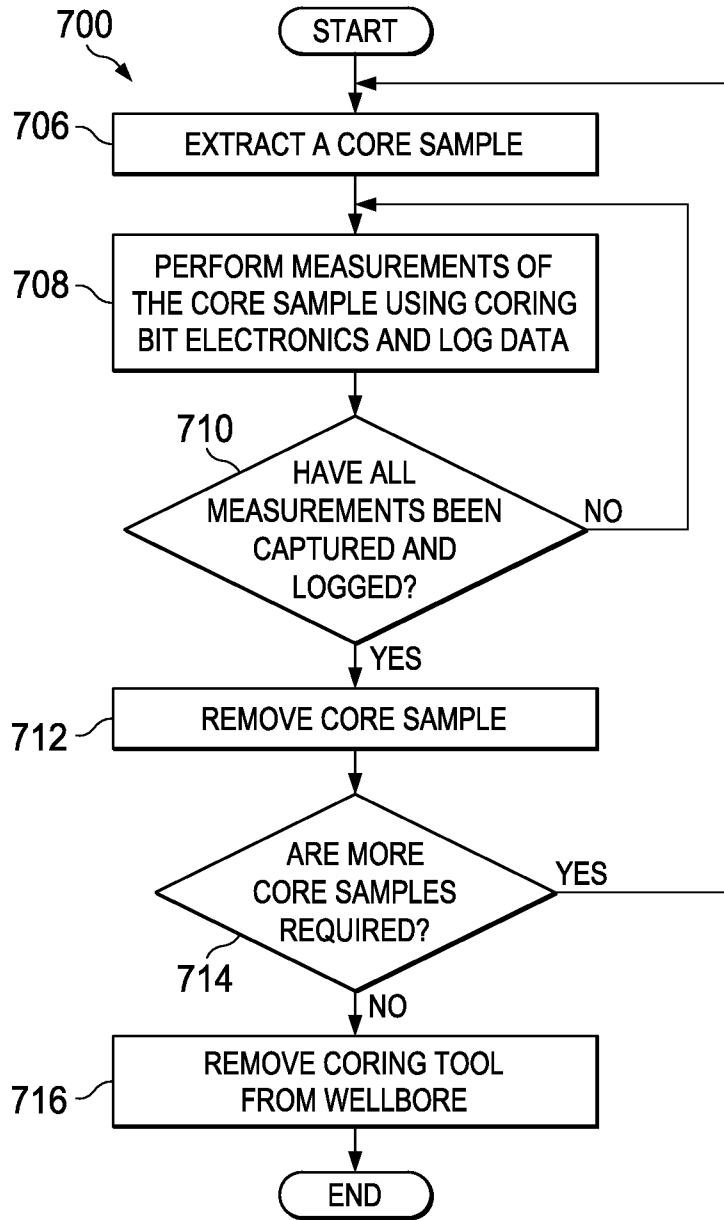 700
START
706
EXTRACT A CORE SAMPLE
708
PERFORM MEASUREMENTS OF
THE CORE SAMPLE USING CORING
BIT ELECTRONICS AND LOG DATA
710
HAVE ALL
MEASUREMENTS BEEN
CAPTURED AND
LOGGED?
NO
YES
712
REMOVE CORE SAMPLE
ARE MORE
CORE SAMPLES
REQUIRED?
YES
714
NO
716
REMOVE CORING TOOL
FROM WELLBORE
END